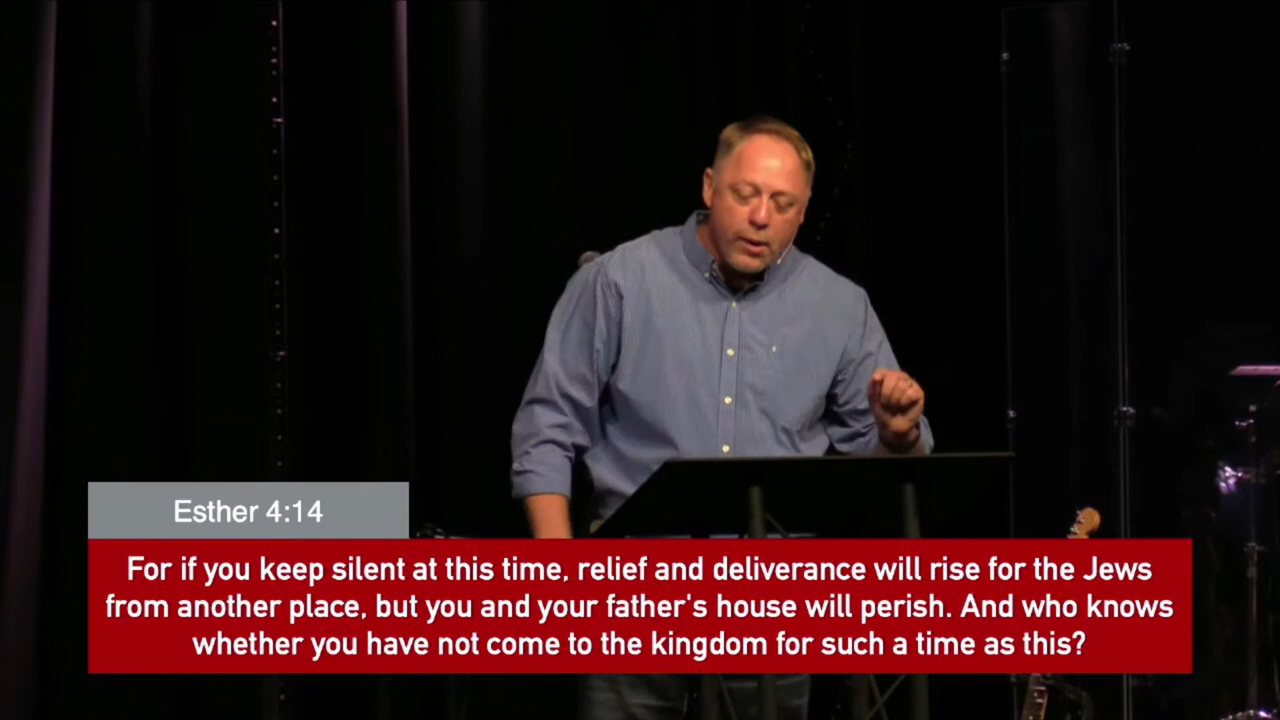 Esther 4:14
For if you keep silent at this time, relief and deliverance will rise for the Jews
from another place, but you and your father's house will perish. And who knows
whether you have not come to the kingdom for such a time as this?